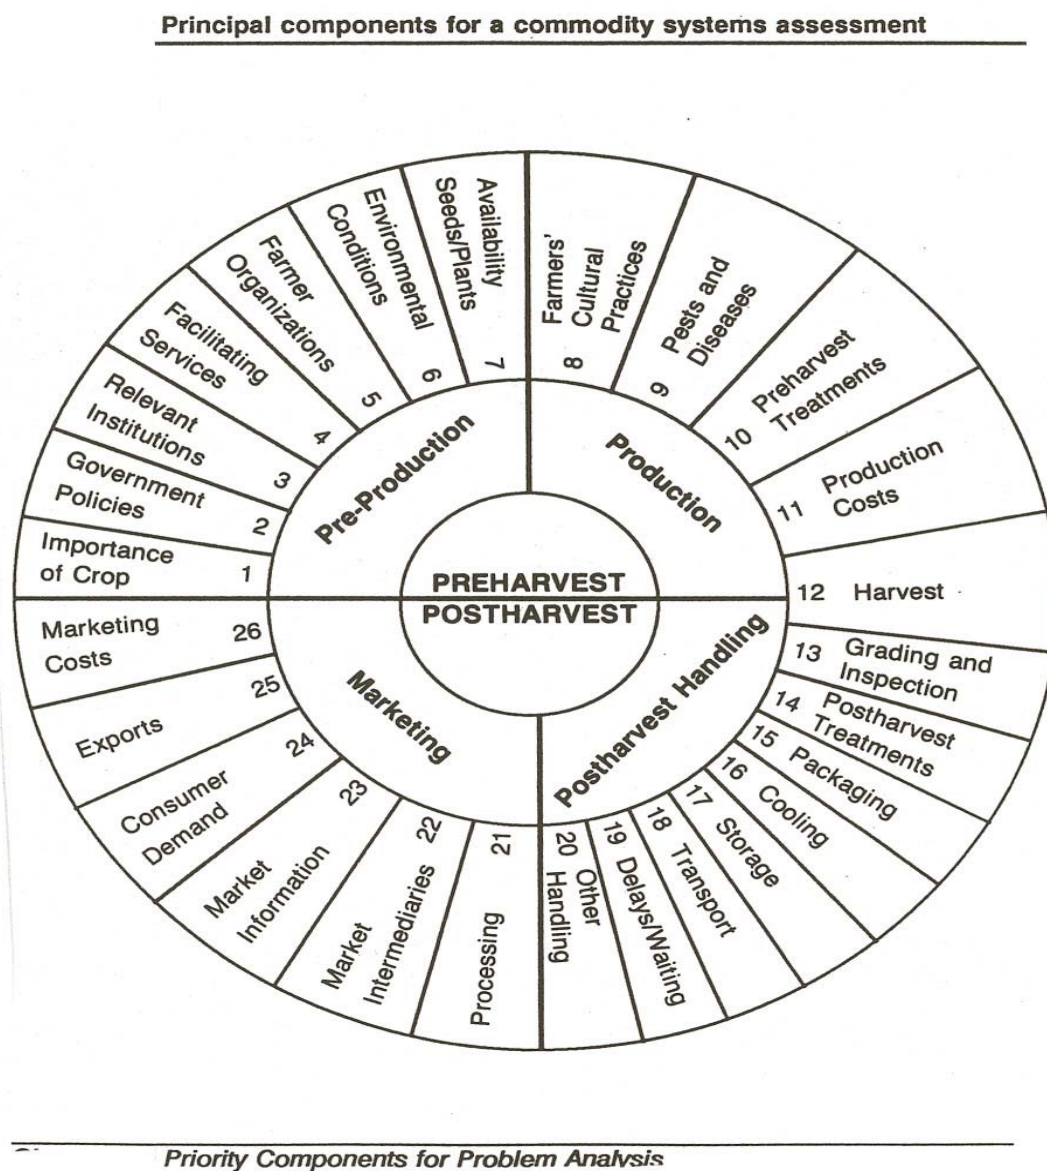 Principal components for a commodity systems assessment
PREHARVEST
POSTHARVEST
Pre-Production
Production
Postharvest Handling
Marketing
Importance
of Crop
1
Government
Policies
2
Relevant
Institutions
3
Facilitating
Services
4
Farmer
Organizations
5
Environmental
Conditions
6
Availability
Seeds/Plants
7
Farmers'
Cultural
Practices
8
Pests and
Diseases
9
10 Preharvest
Treatments
11 Production
Costs
12 Harvest
13 Grading and
Inspection
14 Postharvest
Treatments
15 Packaging
16 Cooling
17 Storage
18 Transport
19 Delays/Waiting
20 Other
Handling
21
Processing
22
Market
Intermediaries
23
Market
Information
24
Consumer
Demand
25
Exports
26
Marketing
Costs
Priority Components for Problem Analysis